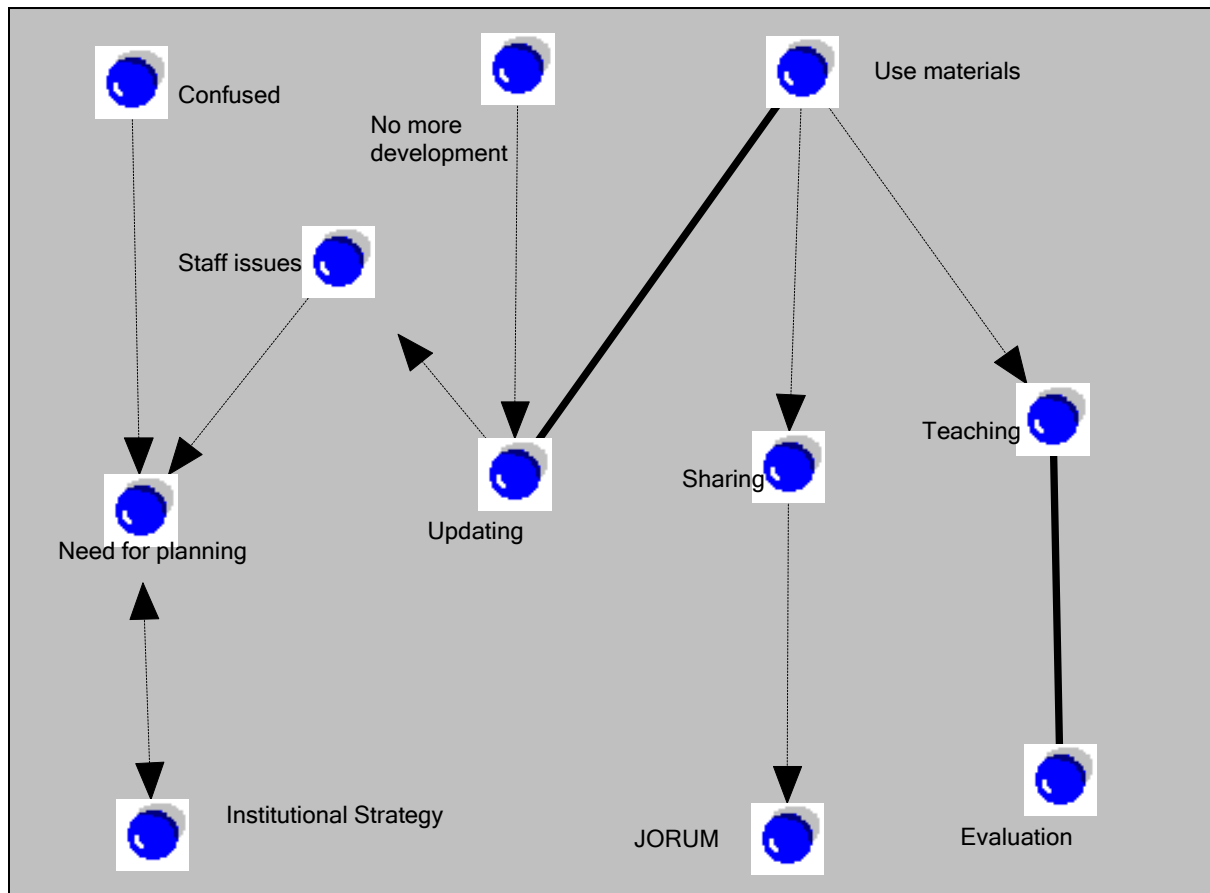 Confused
No more
development
Use materials
Staff issues
Teaching
Sharing
Updating
Need for planning
Institutional Strategy
JORUM
Evaluation